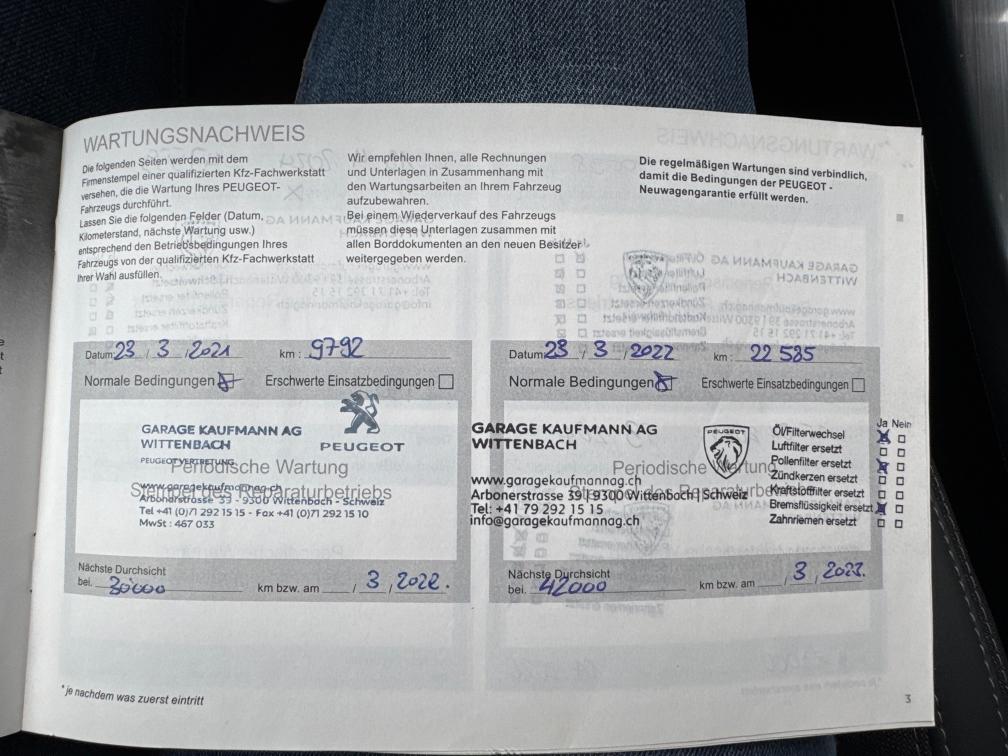 WARTUNGSNACHWEIS
Die folgenden Seiten werden mit dem
Firmenstempel einer qualifizierten Kfz-Fachwerkstatt
versehen, die die Wartung Ihres PEUGEOT-
Fahrzeugs durchführt.
Lassen Sie die folgenden Felder (Datum,
Kilometerstand, nächste Wartung usw.)
entsprechend den Betriebsbedingungen Ihres
Fahrzeugs von der qualifizierten Kfz-Fachwerkstatt
Ihrer Wahl ausfüllen.
Wir empfehlen Ihnen, alle Rechnungen
und Unterlagen in Zusammenhang mit
den Wartungsarbeiten an Ihrem Fahrzeug
aufzubewahren.
Bei einem Wiederverkauf des Fahrzeugs
müssen diese Unterlagen zusammen mit
allen Borddokumenten an den neuen Besitzer
weitergegeben werden.
Die regelmäßigen Wartungen sind verbindlich,
damit die Bedingungen der PEUGEOT -
Neuwagengarantie erfüllt werden.
Datum: 23 / 3 / 2021 km : 9792
Normale Bedingungen Erschwerte Einsatzbedingungen
GARAGE KAUFMANN AG
WITTENBACH
PEUGEOT
PEUGEOTVERTRETUNG
Periodische Wartung
Stempel des Reparaturbetriebs
www.garagekaufmannag.ch
Arbonerstrasse 39 - 9300 Wittenbach - Schweiz
Tel +41 (0)71 292 15 15 - Fax +41 (0)71 292 15 10
MwSt : 467 033
Nächste Durchsicht
bei. 30000 km bzw. am / 3 / 2022.
Datum: 23 / 3 / 2022 km : 22 585
Normale Bedingungen Erschwerte Einsatzbedingungen
GARAGE KAUFMANN AG
WITTENBACH
PEUGEOT
Periodische Wartung
www.garagekaufmannag.ch
Arbonerstrasse 39 | 9300 Wittenbach | Schweiz
Tel: +41 79 292 15 15
info@garagekaufmannag.ch
Ja Nein
Öl/Filterwechsel
Luftfilter ersetzt
Pollenfilter ersetzt
Zündkerzen ersetzt
Kraftstofffilter ersetzt
Bremsflüssigkeit ersetzt
Zahnriemen ersetzt
Nächste Durchsicht
bei. 42000 km bzw. am / 3 / 2023.
*je nachdem was zuerst eintritt
3